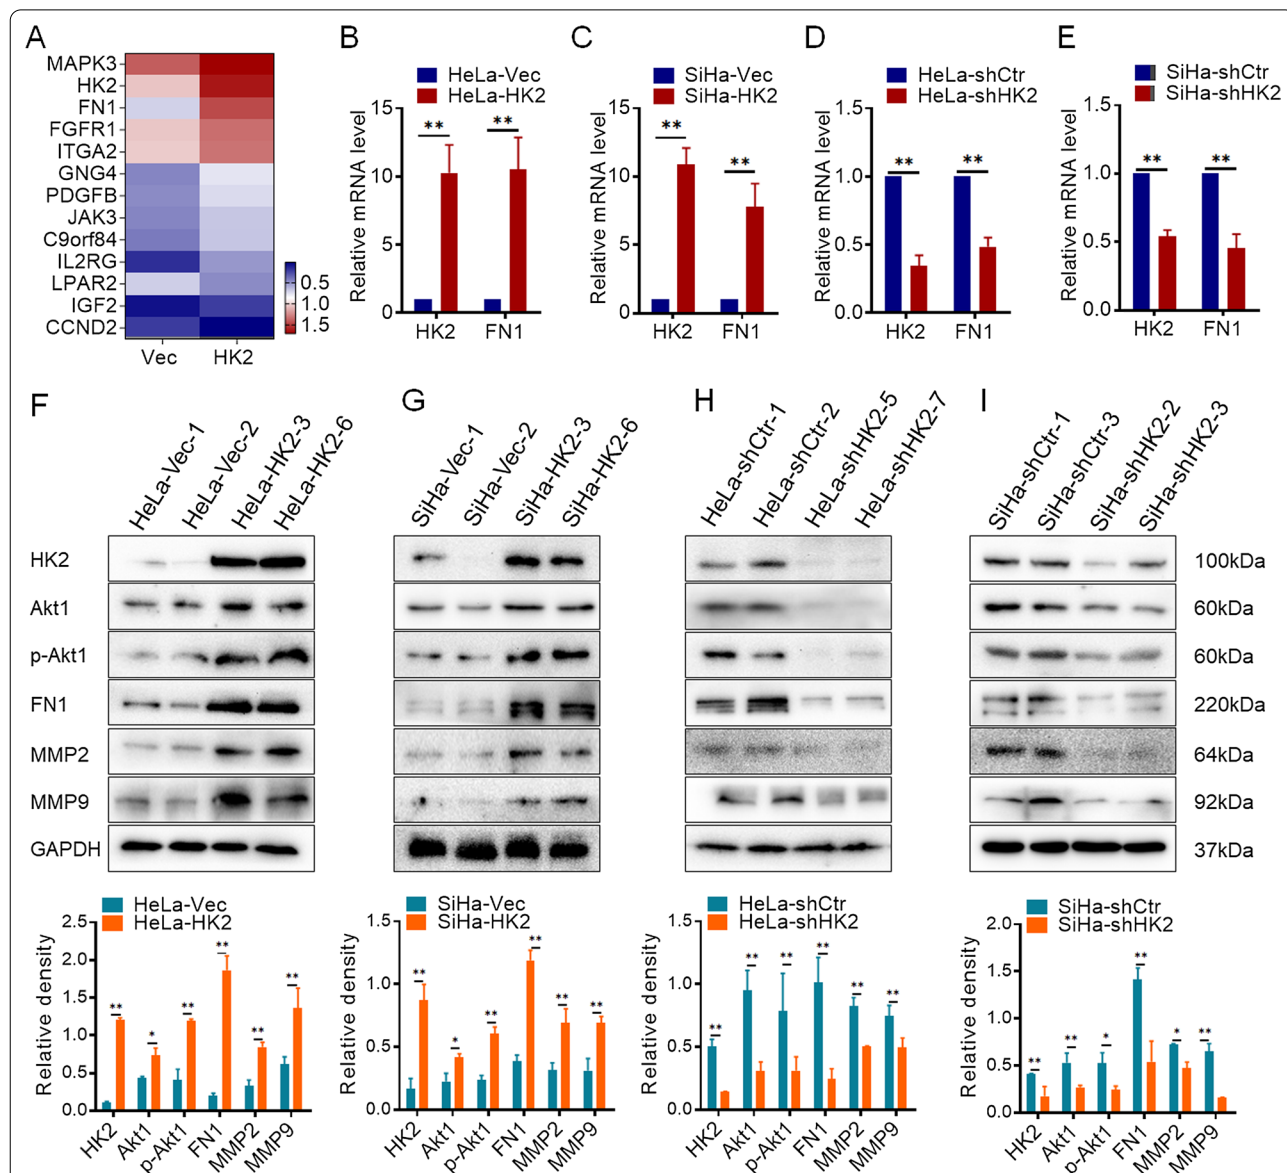 A
MAPK3
HK2
FN1
FGFR1
ITGA2
GNG4
PDGFB
JAK3
C9orf84
IL2RG
LPAR2
IGF2
CCND2
Vec HK2
0.5
1.0
1.5
B
HeLa-Vec
HeLa-HK2
Relative mRNA level
15
10
5
0
** **
HK2 FN1
C
SiHa-Vec
SiHa-HK2
Relative mRNA level
15
10
5
0
** **
HK2 FN1
D
HeLa-shCtr
HeLa-shHK2
Relative mRNA level
1.5
1.0
0.5
0.0
** **
HK2 FN1
E
SiHa-shCtr
SiHa-shHK2
Relative mRNA level
1.5
1.0
0.5
0.0
** **
HK2 FN1
F
HeLa-Vec-1
HeLa-Vec-2
HeLa-HK2-3
HeLa-HK2-6
G
SiHa-Vec-1
SiHa-Vec-2
SiHa-HK2-3
SiHa-HK2-6
H
HeLa-shCtr-1
HeLa-shCtr-2
HeLa-shHK2-5
HeLa-shHK2-7
I
SiHa-shCtr-1
SiHa-shCtr-3
SiHa-shHK2-2
SiHa-shHK2-3
HK2 100kDa
Akt1 60kDa
p-Akt1 60kDa
FN1 220kDa
MMP2 64kDa
MMP9 92kDa
GAPDH 37kDa
HeLa-Vec
HeLa-HK2
Relative density
2.5
2.0
1.5
1.0
0.5
0.0
** * ** ** ** **
HK2 Akt1 p-Akt1 FN1 MMP2 MMP9
SiHa-Vec
SiHa-HK2
Relative density
1.5
1.0
0.5
0.0
** * ** ** ** **
HK2 Akt1 p-Akt1 FN1 MMP2 MMP9
HeLa-shCtr
HeLa-shHK2
Relative density
1.5
1.0
0.5
0.0
** ** ** ** ** **
HK2 Akt1 p-Akt1 FN1 MMP2 MMP9
SiHa-shCtr
SiHa-shHK2
Relative density
2.0
1.5
1.0
0.5
0.0
** ** * ** * **
HK2 Akt1 p-Akt1 FN1 MMP2 MMP9